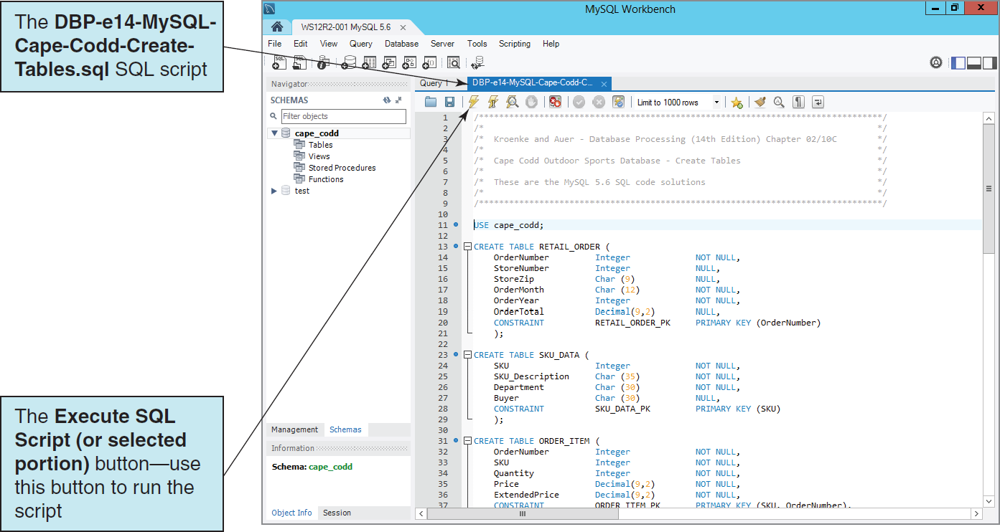 The DBP-e14-MySQL-
Cape-Codd-Create-
Tables.sql SQL script
The Execute SQL
Script (or selected
portion) button—use
this button to run the
script
MySQL Workbench
WS12R2-001 MySQL 5.6
File Edit View Query Database Server Tools Scripting Help
Navigator
SCHEMAS
Filter objects
cape_codd
Tables
Views
Stored Procedures
Functions
test
Management Schemas
Information
Schema: cape_codd
Object Info Session
Query 1 DBP-e14-MySQL-Cape-Codd-C...
Limit to 1000 rows
1 /********************************************************************************/
2 /* */
3 /* Kroenke and Auer - Database Processing (14th Edition) Chapter 02/10C */
4 /* */
5 /* Cape Codd Outdoor Sports Database - Create Tables */
6 /* */
7 /* These are the MySQL 5.6 SQL code solutions */
8 /* */
9 /********************************************************************************/
10
11 USE cape_codd;
12
13 CREATE TABLE RETAIL_ORDER (
14 OrderNumber Integer NOT NULL,
15 StoreNumber Integer NULL,
16 StoreZip Char (9) NULL,
17 OrderMonth Char (12) NOT NULL,
18 OrderYear Integer NOT NULL,
19 OrderTotal Decimal(9,2) NULL,
20 CONSTRAINT RETAIL_ORDER_PK PRIMARY KEY (OrderNumber)
21 );
22
23 CREATE TABLE SKU_DATA (
24 SKU Integer NOT NULL,
25 SKU_Description Char (35) NOT NULL,
26 Department Char (30) NOT NULL,
27 Buyer Char (30) NULL,
28 CONSTRAINT SKU_DATA_PK PRIMARY KEY (SKU)
29 );
30
31 CREATE TABLE ORDER_ITEM (
32 OrderNumber Integer NOT NULL,
33 SKU Integer NOT NULL,
34 Quantity Integer NOT NULL,
35 Price Decimal(9,2) NOT NULL,
36 ExtendedPrice Decimal(9,2) NOT NULL,
37 CONSTRAINT ORDER_ITEM_PK PRIMARY KEY (SKU, OrderNumber),